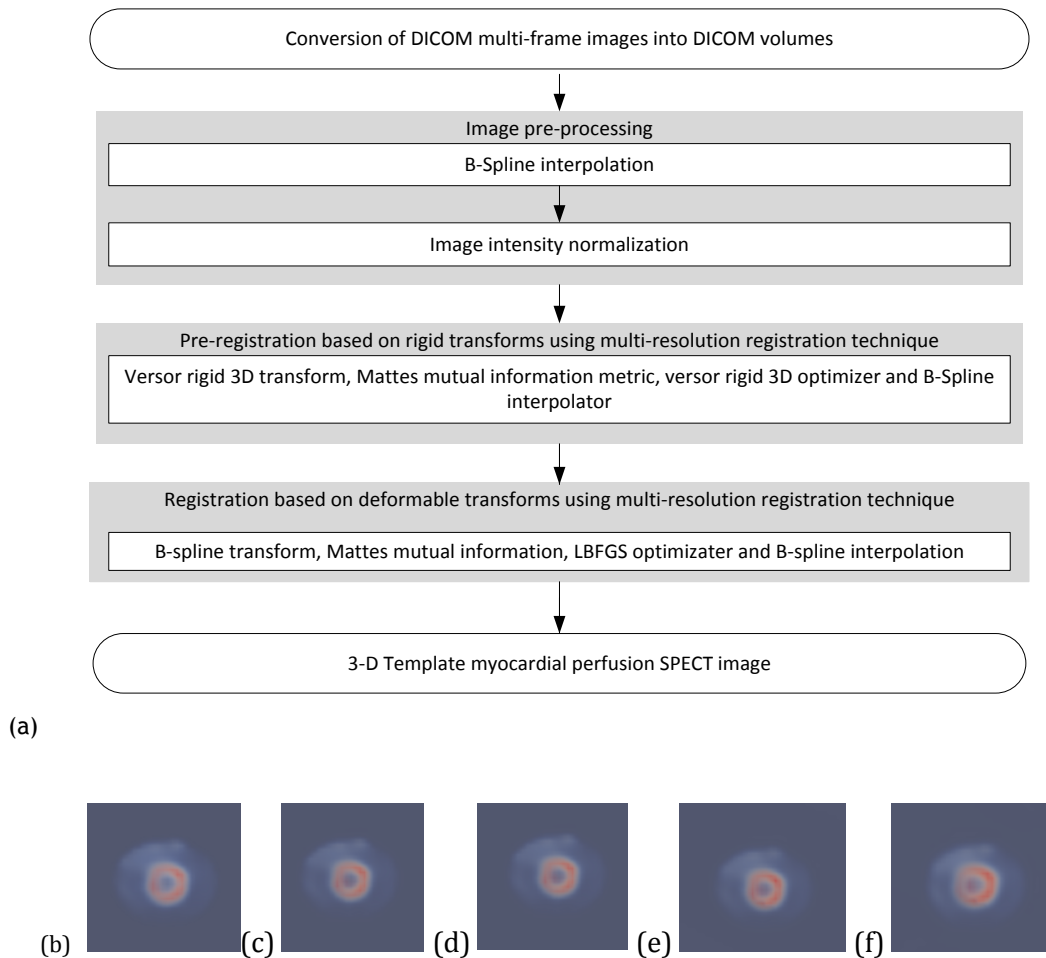 Conversion of DICOM multi-frame images into DICOM volumes
Image pre-processing
B-Spline interpolation
Image intensity normalization
Pre-registration based on rigid transforms using multi-resolution registration technique
Versor rigid 3D transform, Mattes mutual information metric, versor rigid 3D optimizer and B-Spline
interpolator
Registration based on deformable transforms using multi-resolution registration technique
B-spline transform, Mattes mutual information, LBFGS optimizater and B-spline interpolation
3-D Template myocardial perfusion SPECT image
(a)
(b) (c) (d) (e) (f)